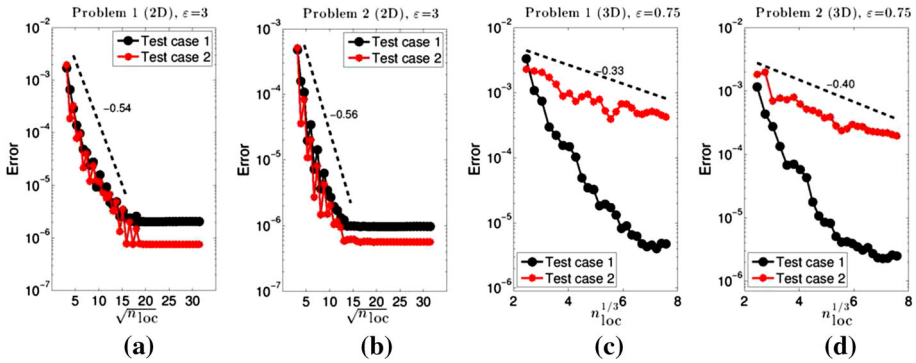 Problem 1 (2D), ε=3
10⁻²
10⁻³
10⁻⁴
10⁻⁵
10⁻⁶
10⁻⁷
Error
Test case 1
Test case 2
−0.54
5 10 15 20 25 30
√n_loc
(a)
Problem 2 (2D), ε=3
10⁻²
10⁻³
10⁻⁴
10⁻⁵
10⁻⁶
10⁻⁷
Error
Test case 1
Test case 2
−0.56
5 10 15 20 25 30
√n_loc
(b)
Problem 1 (3D), ε=0.75
10⁻²
10⁻³
10⁻⁴
10⁻⁵
10⁻⁶
Error
−0.33
Test case 1
Test case 2
2 4 6 8
n_loc^1/3
(c)
Problem 2 (3D), ε=0.75
10⁻²
10⁻³
10⁻⁴
10⁻⁵
10⁻⁶
Error
−0.40
Test case 1
Test case 2
2 4 6 8
n_loc^1/3
(d)